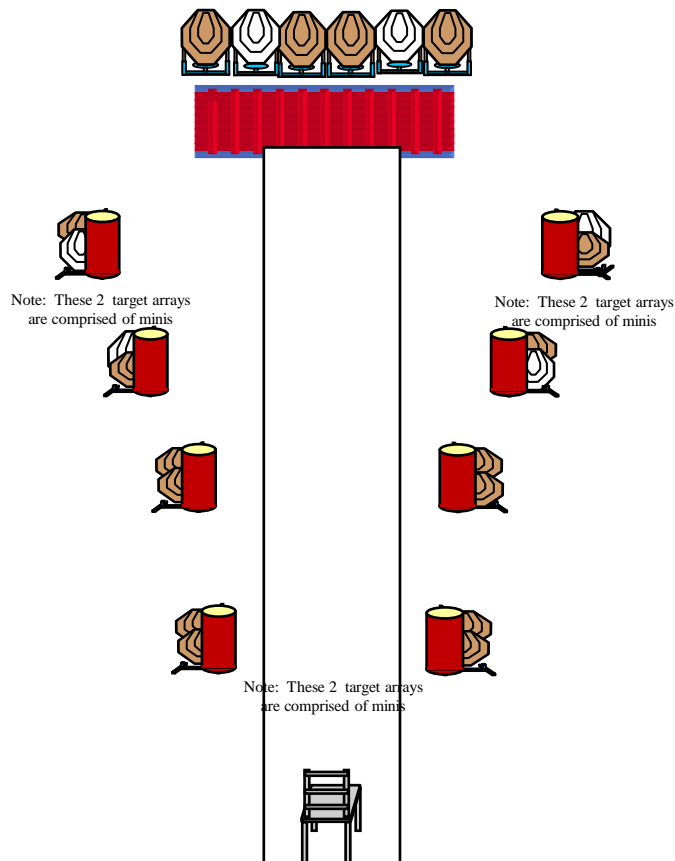 Note: These 2 target arrays
are comprised of minis
Note: These 2 target arrays
are comprised of minis
Note: These 2 target arrays
are comprised of minis